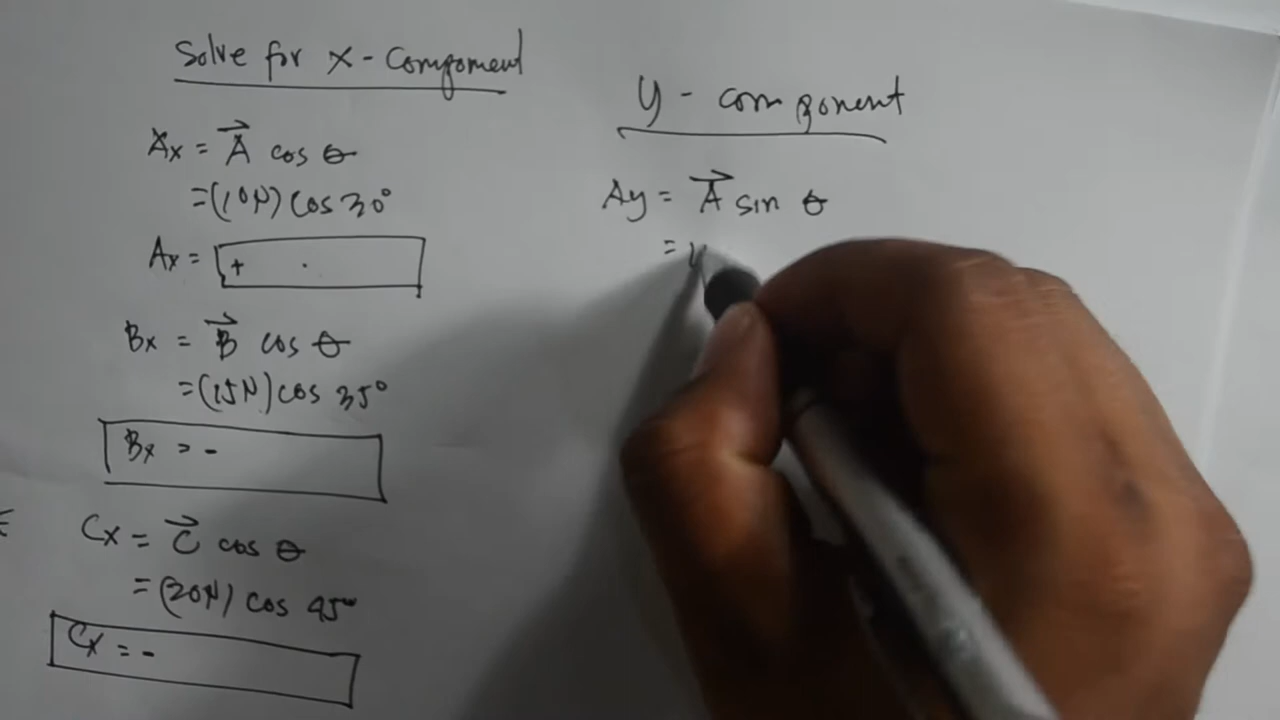 Solve for x-component
Ax = A cos θ
=(10N) cos 30°
Ax = +
Bx = B cos θ
=(15N) cos 35°
Bx = -
Cx = C cos θ
=(20N) cos 45°
Cx = -
y - component
Ay = A sin θ
=